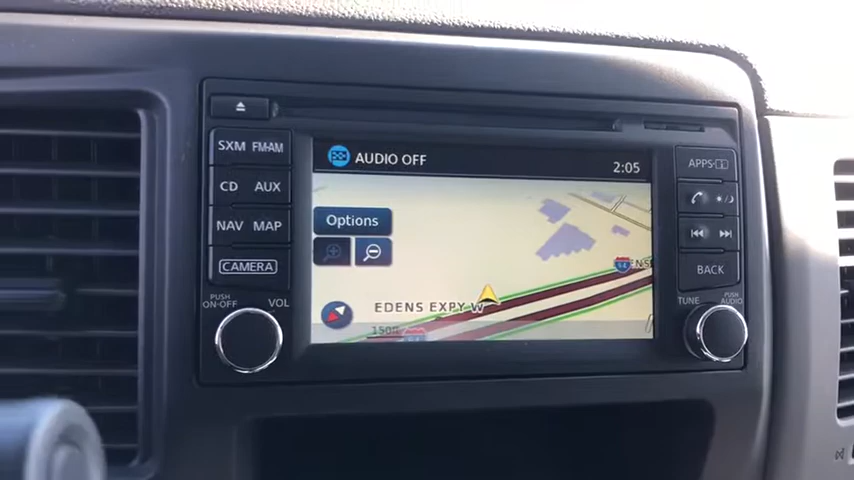 SXM FM·AM
CD AUX
NAV MAP
CAMERA
PUSH
ON·OFF
VOL
AUDIO OFF
2:05
Options
EDENS EXPY W
APPS
BACK
TUNE
PUSH
AUDIO